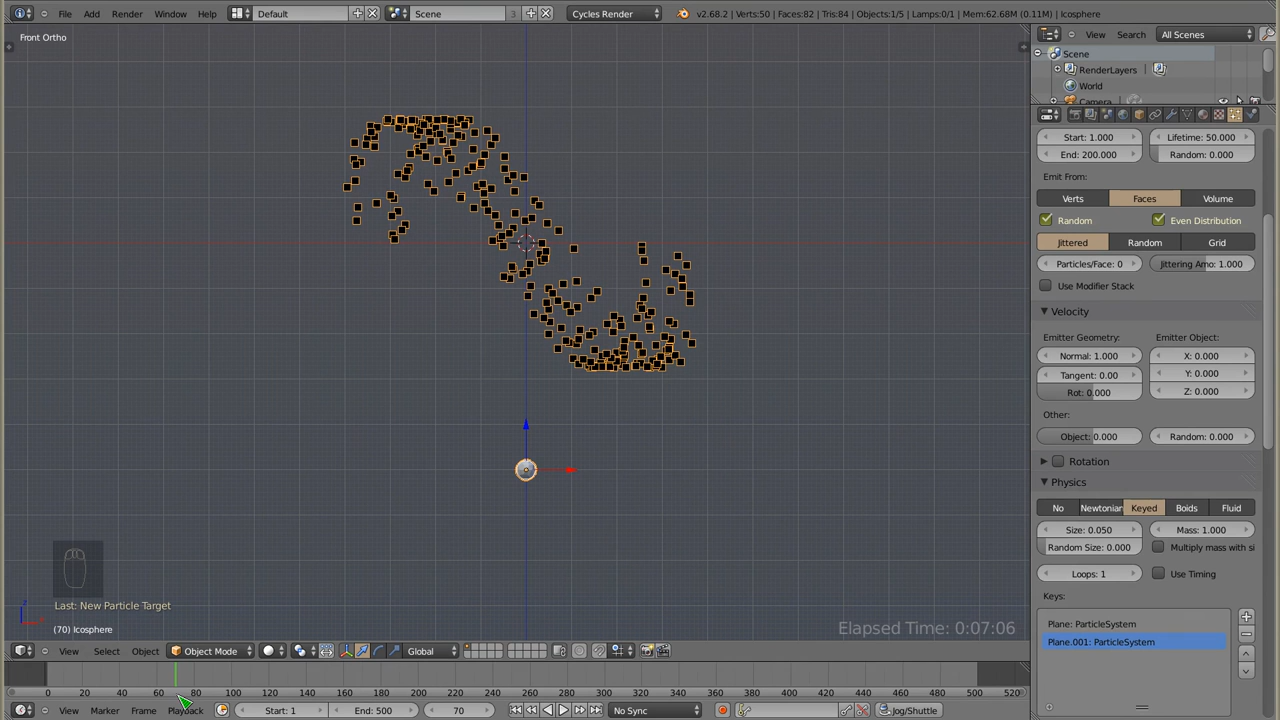 File Add Render Window Help Default Scene 3 Cycles Render v2.68.2 | Verts:50 | Faces:82 | Tris:84 | Objects:1/5 | Lamps:0/1 | Mem:62.68M (0.11M) | Icosphere
Front Ortho
View Search All Scenes
Scene
RenderLayers
World
Camera
Start: 1.000 Lifetime: 50.000
End: 200.000 Random: 0.000
Emit From:
Verts Faces Volume
Random Even Distribution
Jittered Random Grid
Particles/Face: 0 Jittering Amo: 1.000
Use Modifier Stack
Velocity
Emitter Geometry: Emitter Object:
Normal: 1.000 X: 0.000
Tangent: 0.00 Y: 0.000
Rot: 0.000 Z: 0.000
Other:
Object: 0.000 Random: 0.000
Rotation
Physics
No Newtonian Keyed Boids Fluid
Size: 0.050 Mass: 1.000
Random Size: 0.000 Multiply mass with si
Loops: 1 Use Timing
Keys:
Plane: ParticleSystem
Plane.001: ParticleSystem
Last: New Particle Target
(70) Icosphere
Elapsed Time: 0:07:06
z
x
View Select Object Object Mode Global
0 20 40 60 80 100 120 140 160 180 200 220 240 260 280 300 320 340 360 380 400 420 440 460 480 500 520
View Marker Frame Playback Start: 1 End: 500 70 No Sync Jog/Shuttle